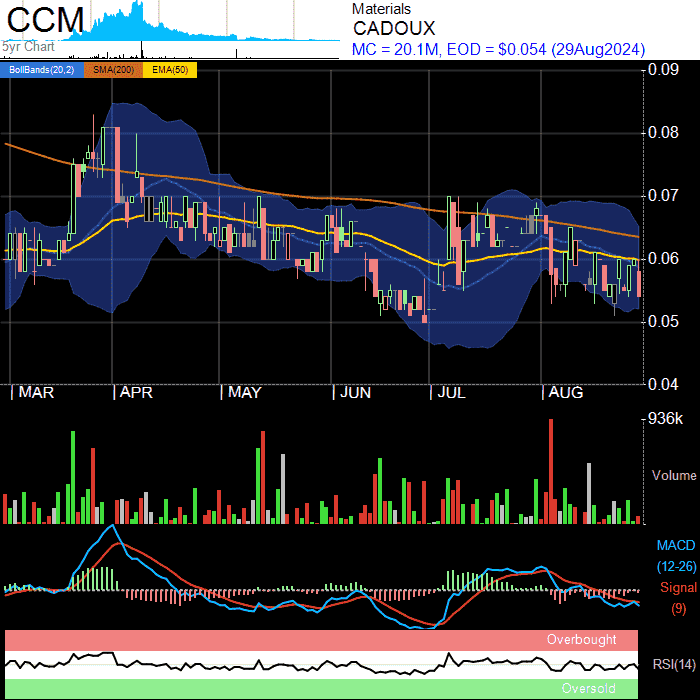 CCM
5yr Chart
Materials
CADOUX
MC = 20.1M, EOD = $0.054 (29Aug2024)
BollBands(20,2) SMA(200) EMA(50)
0.09
0.08
0.07
0.06
0.05
0.04
MAR APR MAY JUN JUL AUG
936k
Volume
MACD
(12-26)
Signal
(9)
Overbought
RSI(14)
Oversold